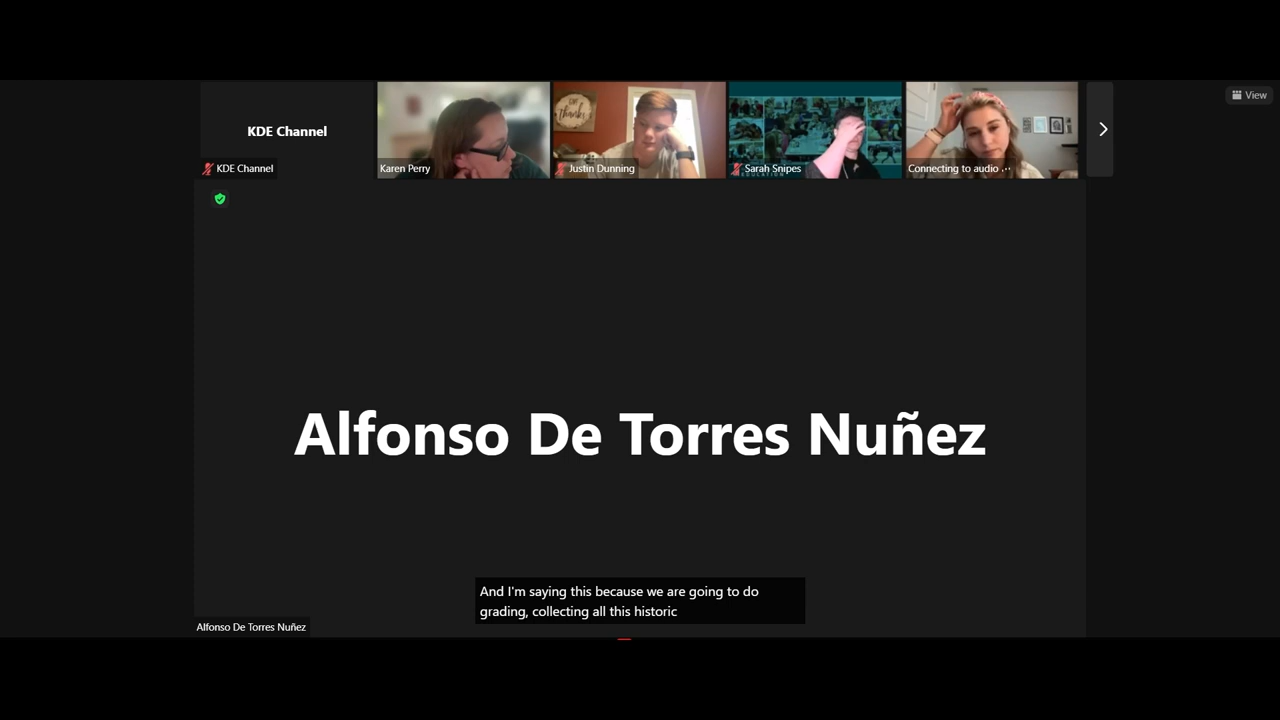 KDE Channel
View
KDE Channel
Karen Perry
Justin Dunning
Sarah Snipes
Connecting to audio ···
Alfonso De Torres Nuñez
And I'm saying this because we are going to do
grading, collecting all this historic
Alfonso De Torres Nuñez